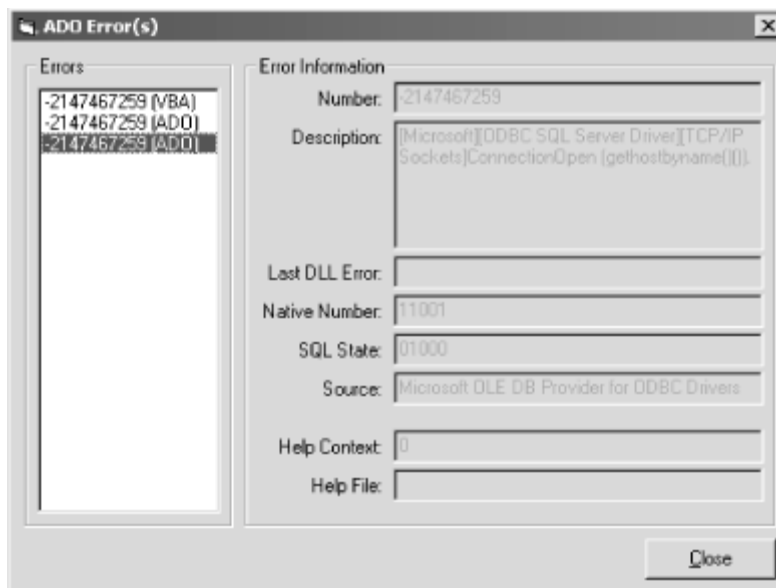 ADO Error(s)
Errors
-2147467259 (VBA)
-2147467259 (ADO)
-2147467259 (ADO)
Error Information
Number: -2147467259
Description: [Microsoft][ODBC SQL Server Driver][TCP/IP
Sockets]ConnectionOpen (gethostbyname()()).
Last DLL Error:
Native Number: 11001
SQL State: 01000
Source: Microsoft OLE DB Provider for ODBC Drivers
Help Context: 0
Help File:
Close